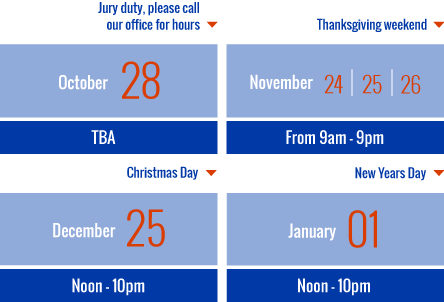 Jury duty, please call
our office for hours
October 28
TBA
Thanksgiving weekend
November 24 | 25 | 26
From 9am - 9pm
Christmas Day
December 25
Noon - 10pm
New Years Day
January 01
Noon - 10pm